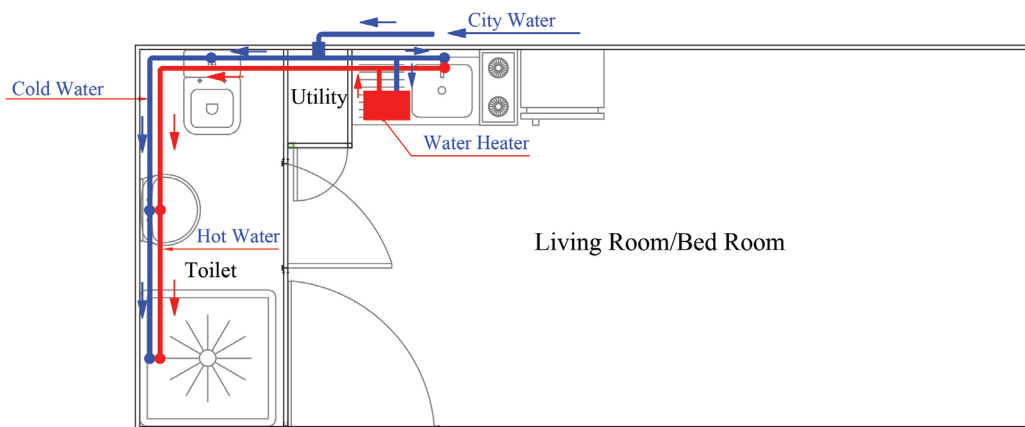 City Water
Cold Water
Utility
Water Heater
Hot Water
Living Room/Bed Room
Toilet